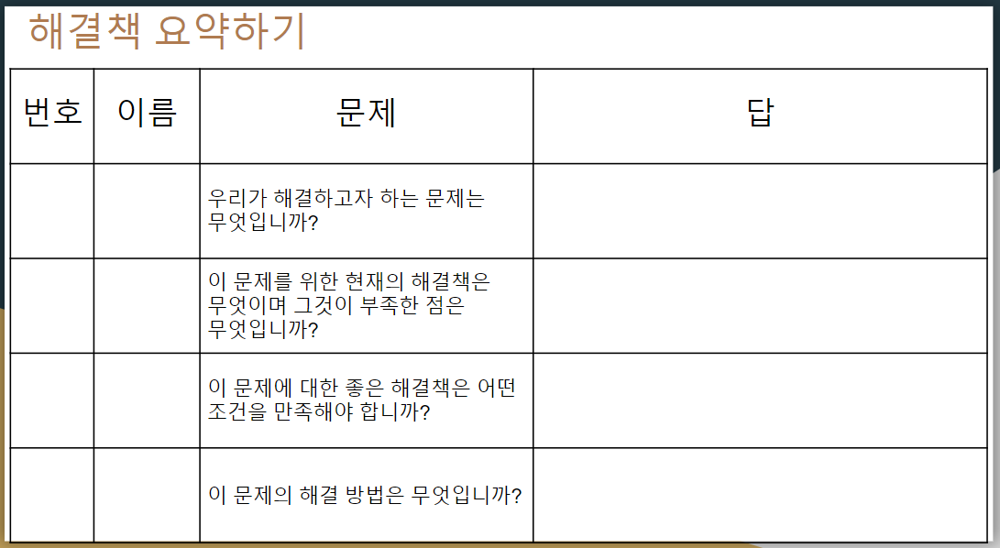 해결책 요약하기
번호 이름 문제 답
우리가 해결하고자 하는 문제는
무엇입니까?
이 문제를 위한 현재의 해결책은
무엇이며 그것이 부족한 점은
무엇입니까?
이 문제에 대한 좋은 해결책은 어떤
조건을 만족해야 합니까?
이 문제의 해결 방법은 무엇입니까?